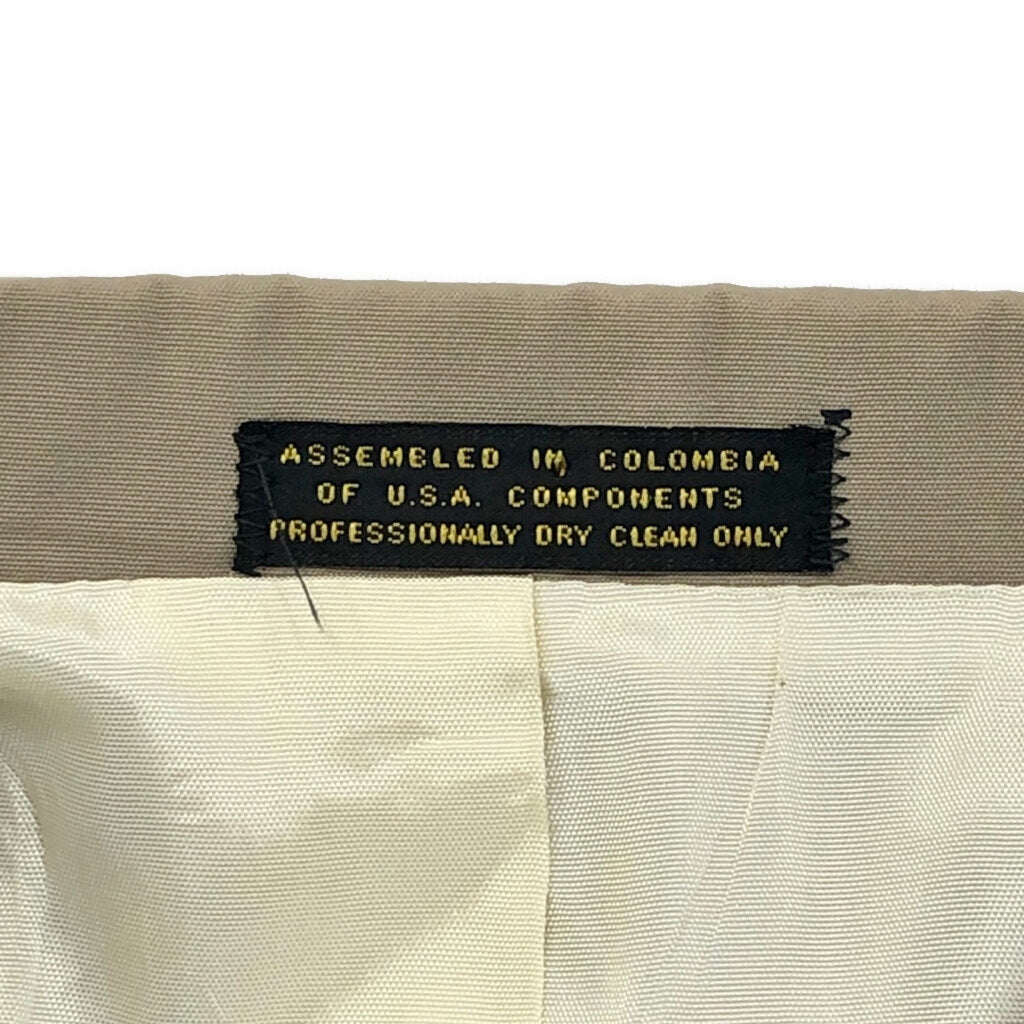 ASSEMBLED IN COLOMBIA
OF U.S.A. COMPONENTS
PROFESSIONALLY DRY CLEAN ONLY